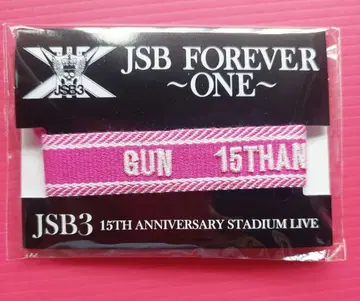 JSB3
JSB FOREVER
~ONE~
GUN 15THAN
JSB3 15TH ANNIVERSARY STADIUM LIVE